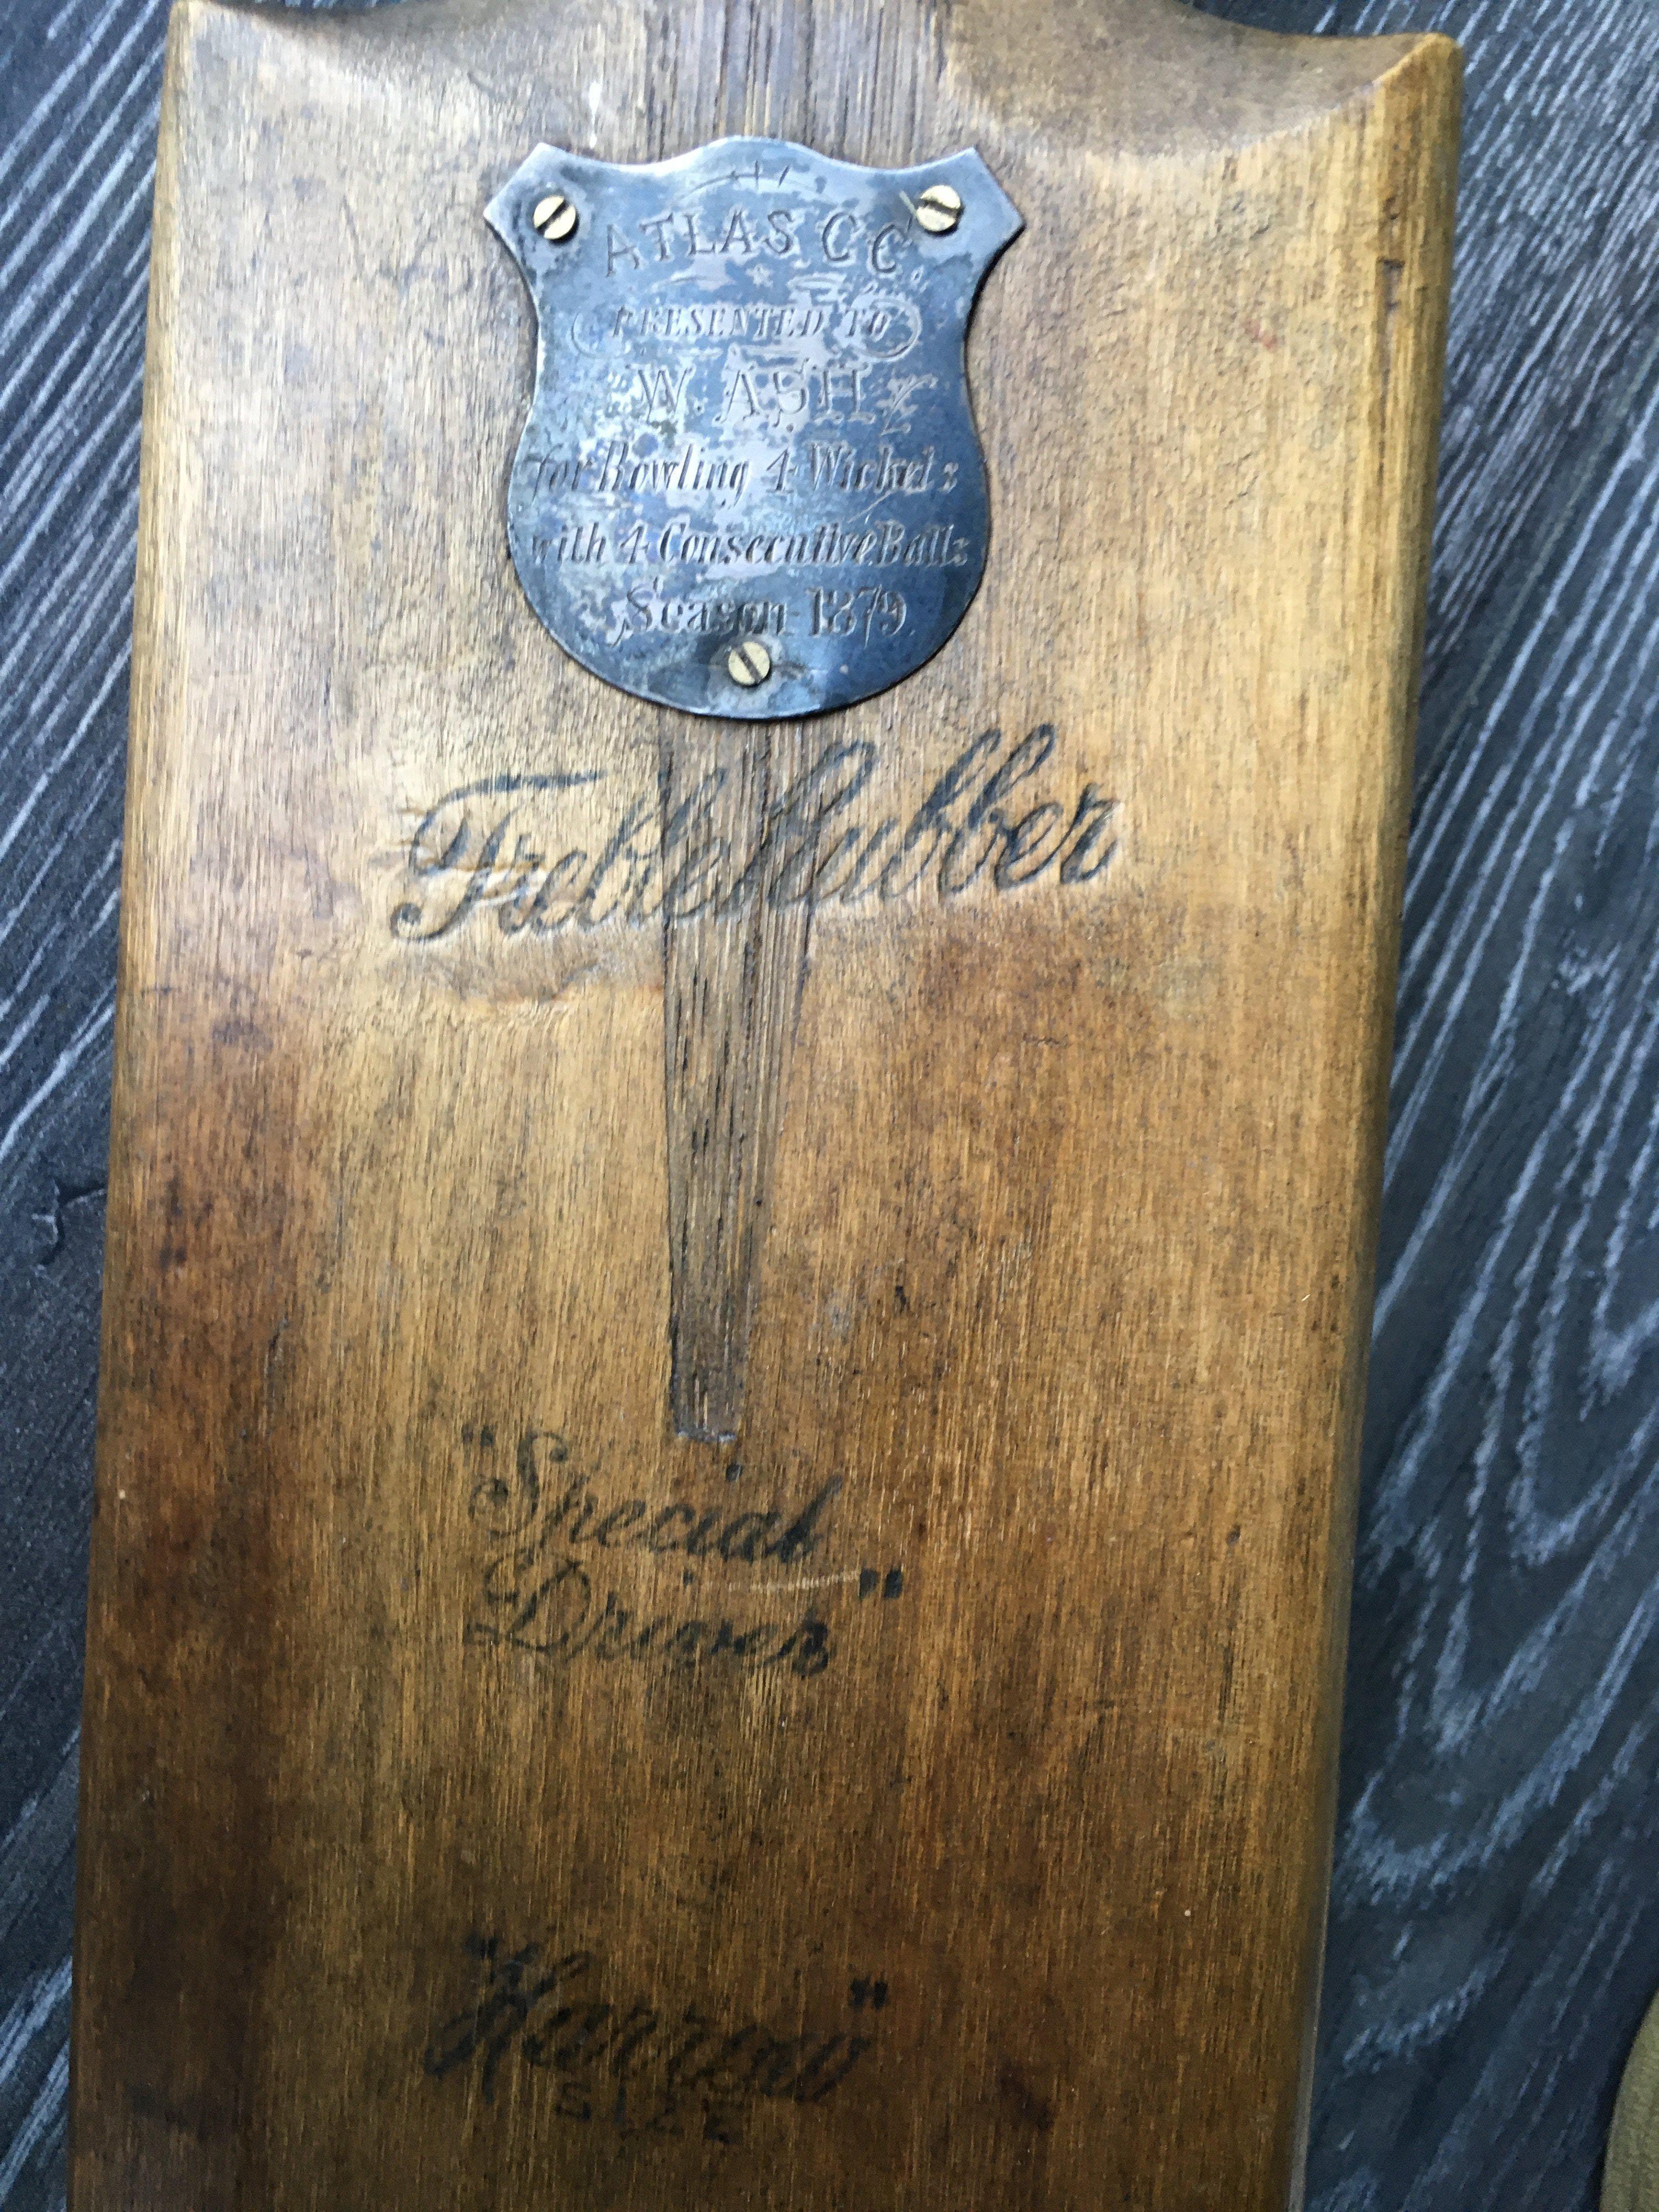 ATLAS C C.
PRESENTED TO
W. ASH
for Bowling 4 Wickets
with 4 Consecutive Balls
Season 1879.
Treble Rubber
"Special
Driver"
"Harrow"
SIZE